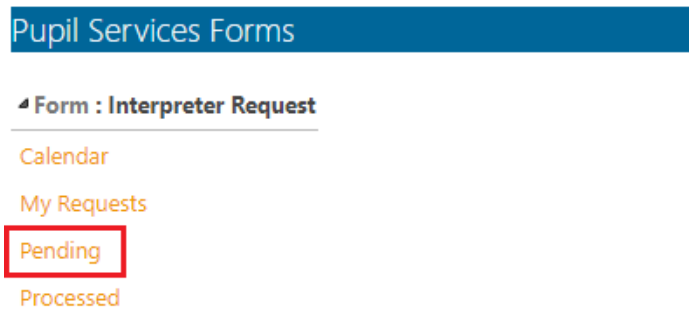 Pupil Services Forms
Form : Interpreter Request
Calendar
My Requests
Pending
Processed